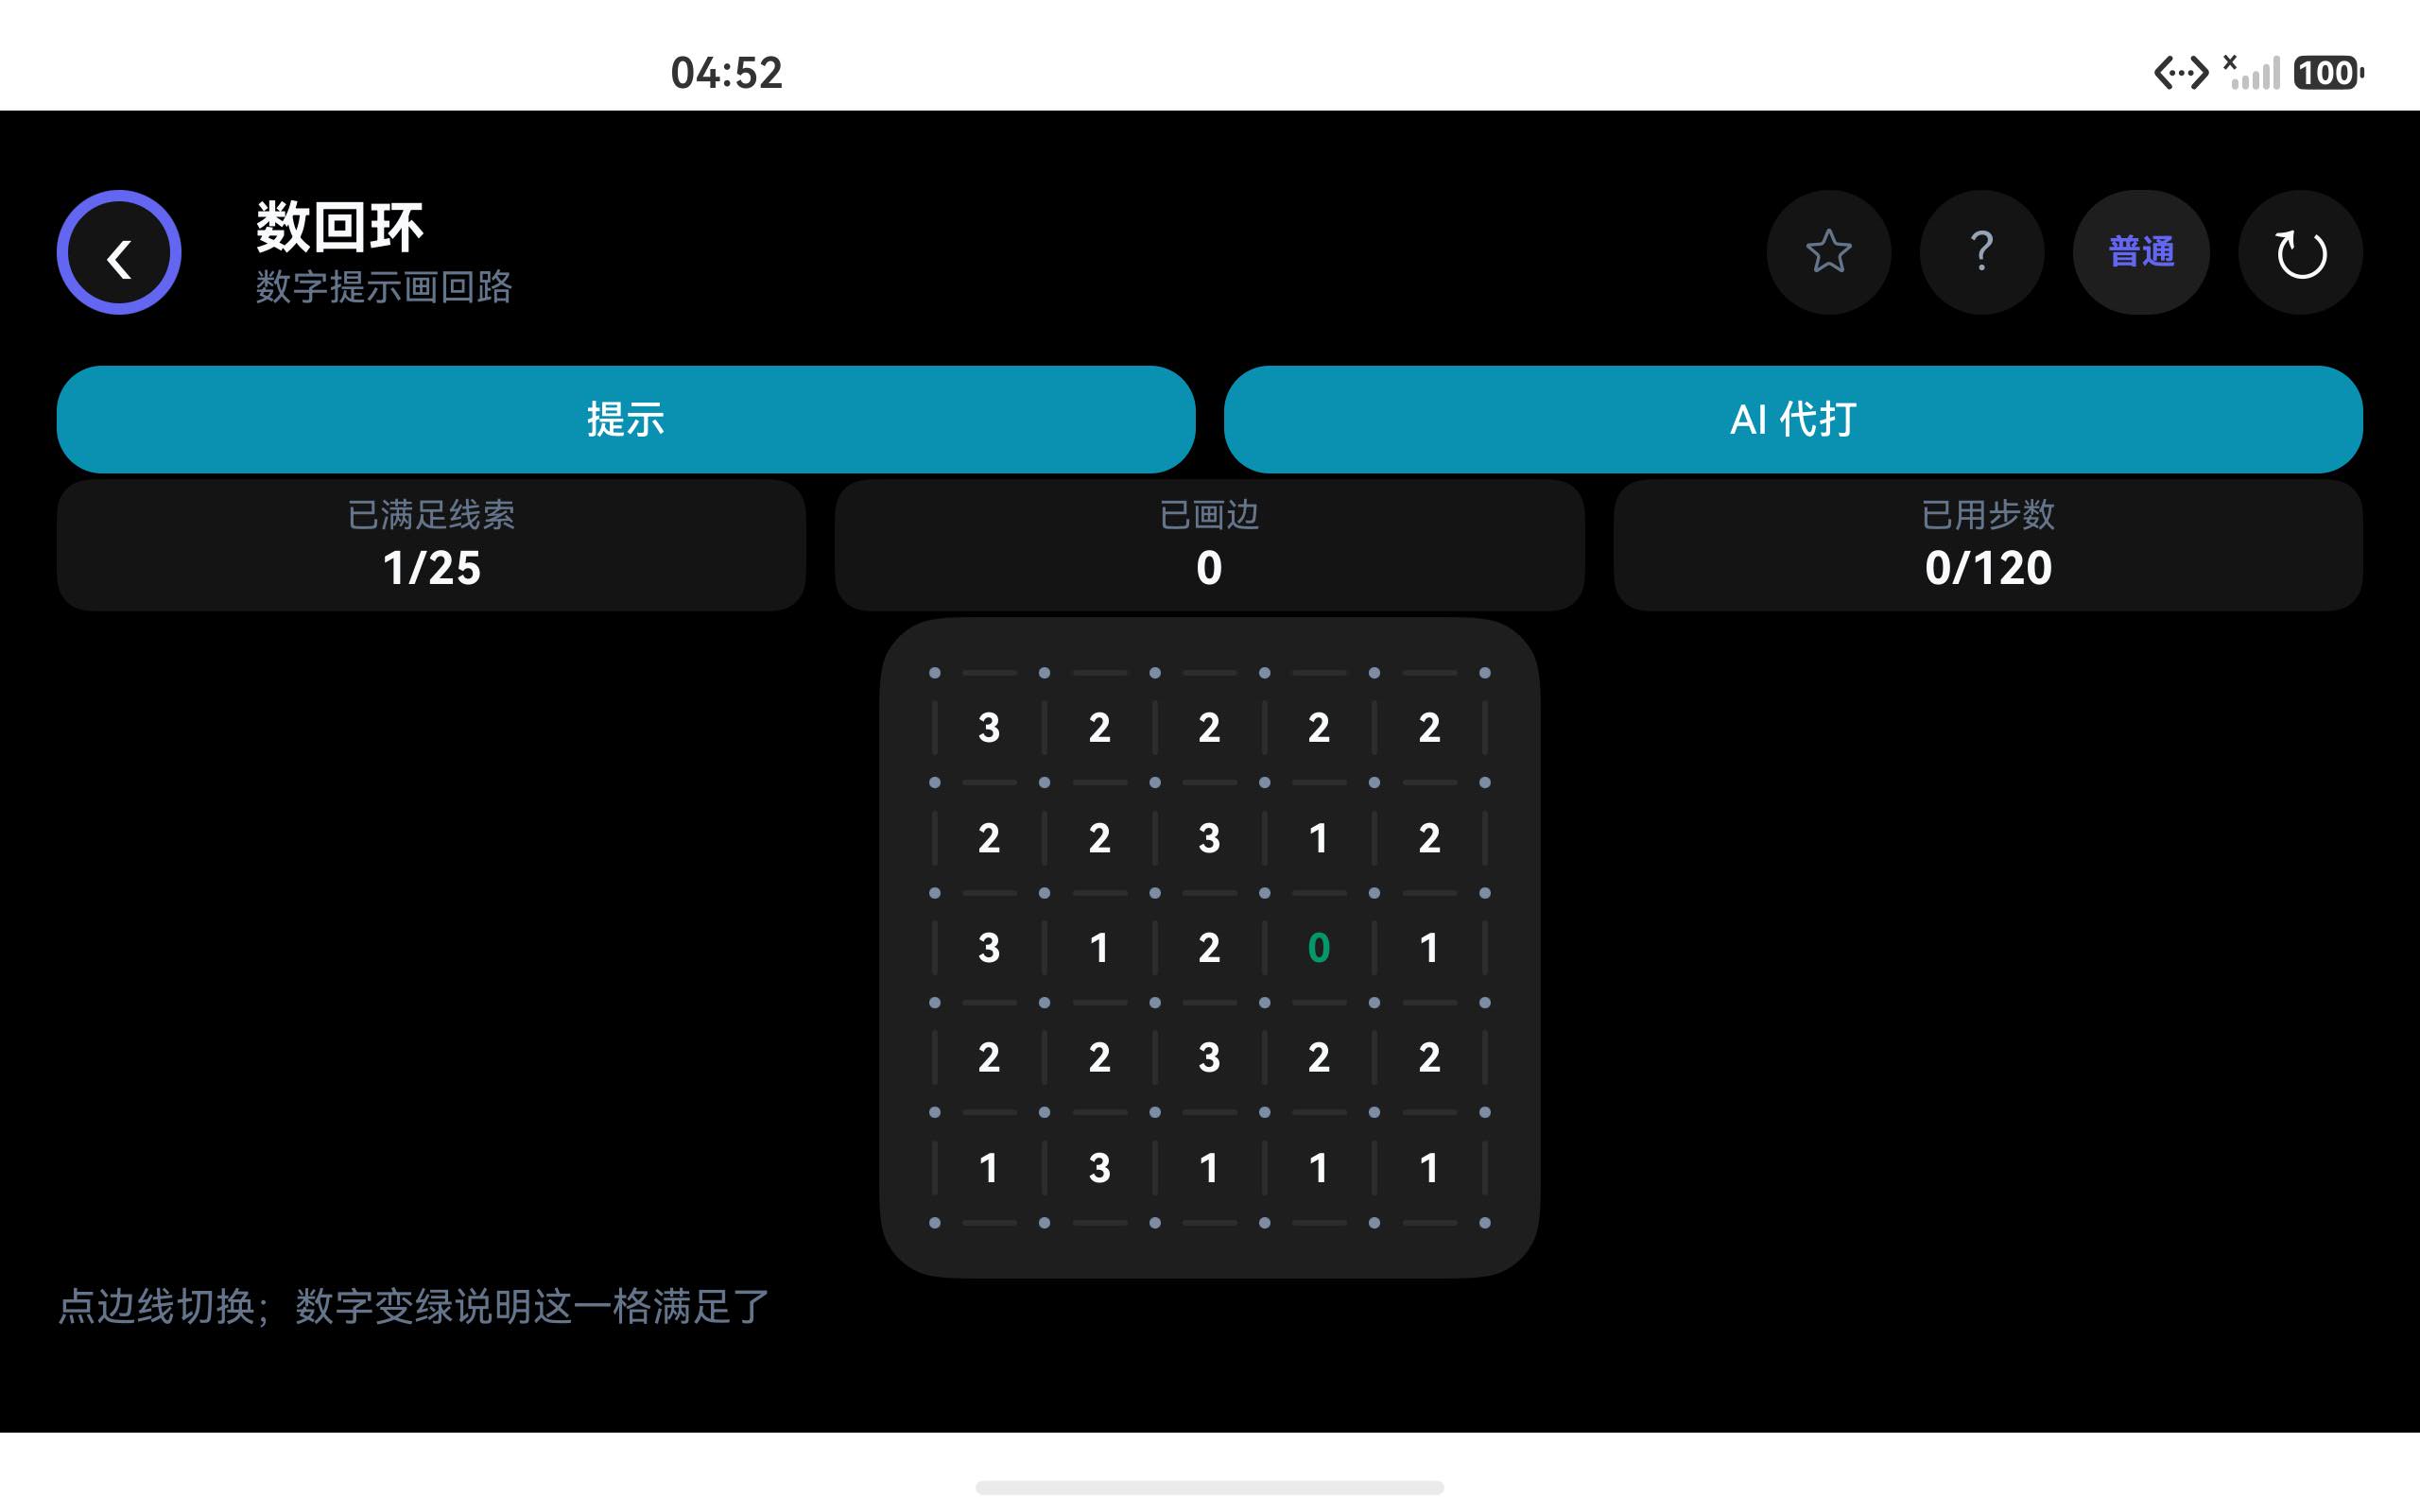 04:52
100
数回环
数字提示画回路
?
普通
提示
AI 代打
已满足线索
1/25
已画边
0
已用步数
0/120
3 2 2 2 2
2 2 3 1 2
3 1 2 0 1
2 2 3 2 2
1 3 1 1 1
点边线切换；数字变绿说明这一格满足了